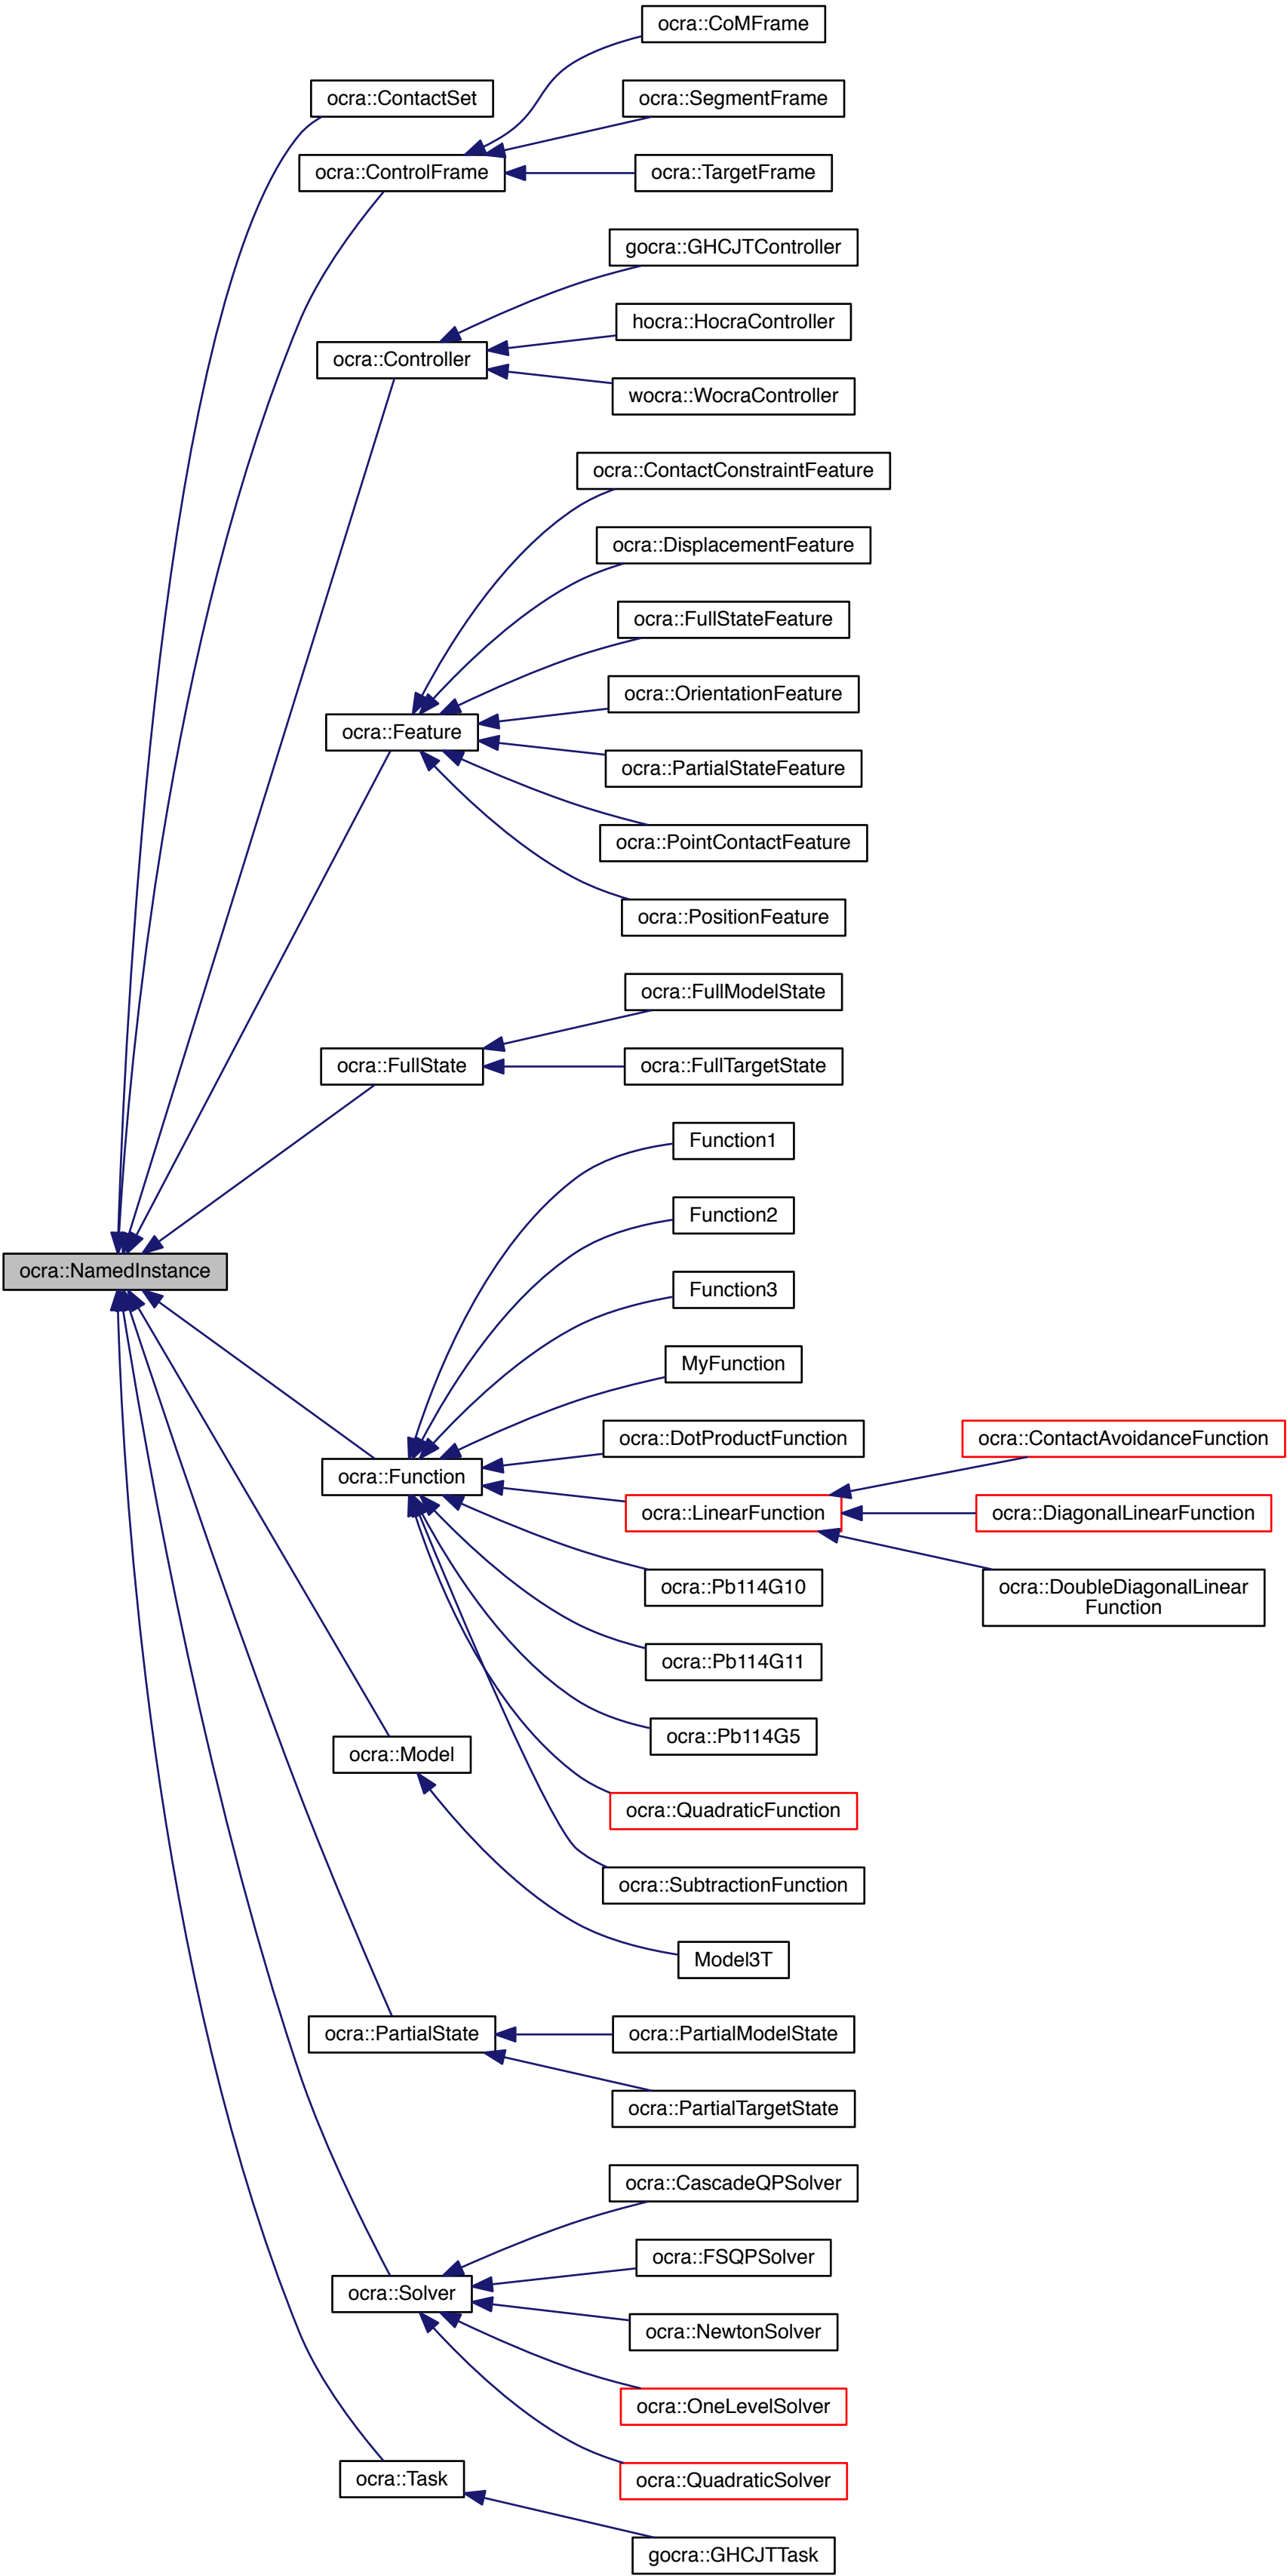 ocra::CoMFrame
ocra::ContactSet
ocra::SegmentFrame
ocra::ControlFrame
ocra::TargetFrame
gocra::GHCJTController
hocra::HocraController
ocra::Controller
wocra::WocraController
ocra::ContactConstraintFeature
ocra::DisplacementFeature
ocra::FullStateFeature
ocra::OrientationFeature
ocra::Feature
ocra::PartialStateFeature
ocra::PointContactFeature
ocra::PositionFeature
ocra::FullModelState
ocra::FullState
ocra::FullTargetState
Function1
Function2
ocra::NamedInstance
Function3
MyFunction
ocra::DotProductFunction
ocra::ContactAvoidanceFunction
ocra::Function
ocra::LinearFunction
ocra::DiagonalLinearFunction
ocra::Pb114G10
ocra::DoubleDiagonalLinear
Function
ocra::Pb114G11
ocra::Pb114G5
ocra::Model
ocra::QuadraticFunction
ocra::SubtractionFunction
Model3T
ocra::PartialState
ocra::PartialModelState
ocra::PartialTargetState
ocra::CascadeQPSolver
ocra::FSQPSolver
ocra::Solver
ocra::NewtonSolver
ocra::OneLevelSolver
ocra::Task
ocra::QuadraticSolver
gocra::GHCJTTask